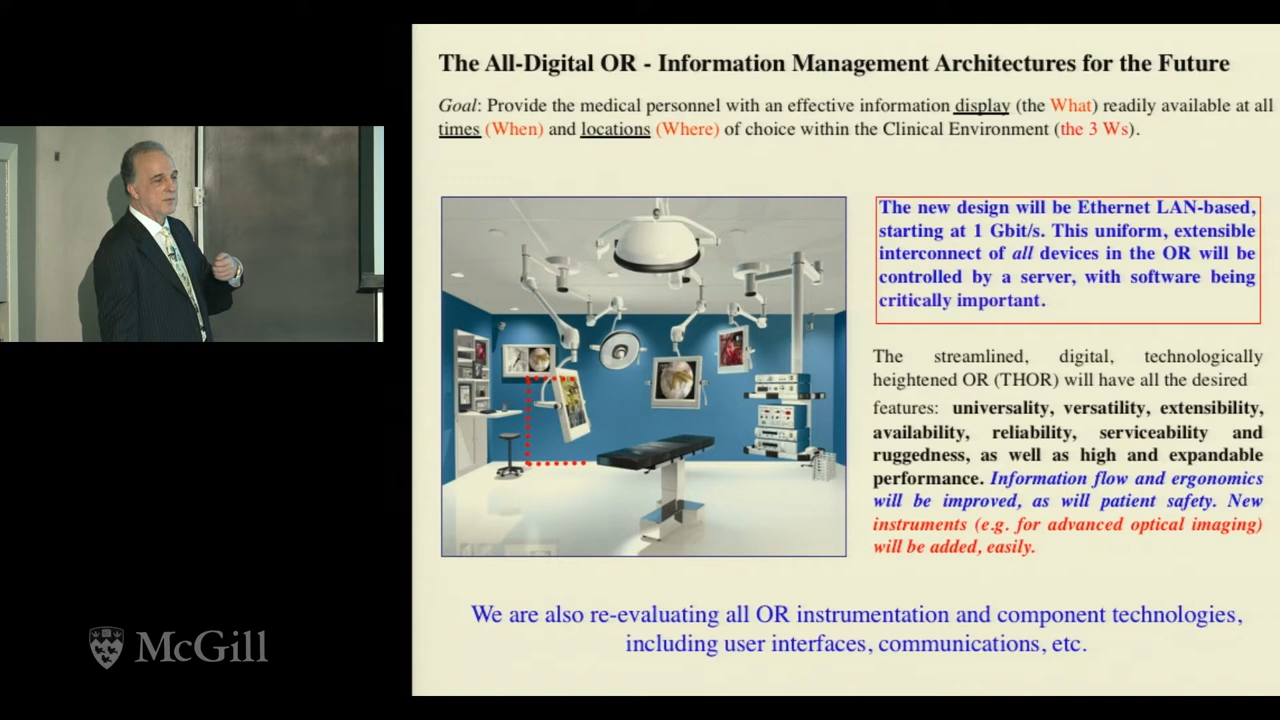 The All-Digital OR - Information Management Architectures for the Future
Goal: Provide the medical personnel with an effective information display (the What) readily available at all
times (When) and locations (Where) of choice within the Clinical Environment (the 3 Ws).
The new design will be Ethernet LAN-based,
starting at 1 Gbit/s. This uniform, extensible
interconnect of all devices in the OR will be
controlled by a server, with software being
critically important.
The streamlined, digital, technologically
heightened OR (THOR) will have all the desired
features: universality, versatility, extensibility,
availability, reliability, serviceability and
ruggedness, as well as high and expandable
performance. Information flow and ergonomics
will be improved, as will patient safety. New
instruments (e.g. for advanced optical imaging)
will be added, easily.
We are also re-evaluating all OR instrumentation and component technologies,
including user interfaces, communications, etc.
McGill